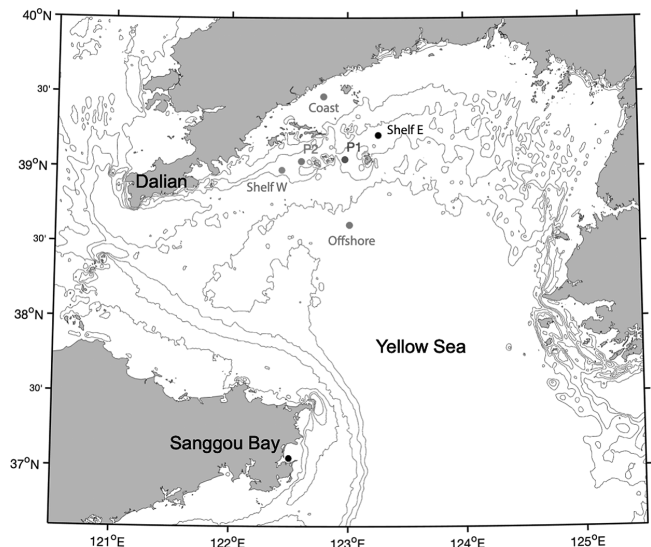 40°N
30'
Coast
Shelf E
P2
P1
39°N
Dalian
Shelf W
30'
Offshore
38°N
Yellow Sea
30'
Sanggou Bay
37°N
121°E
122°E
123°E
124°E
125°E